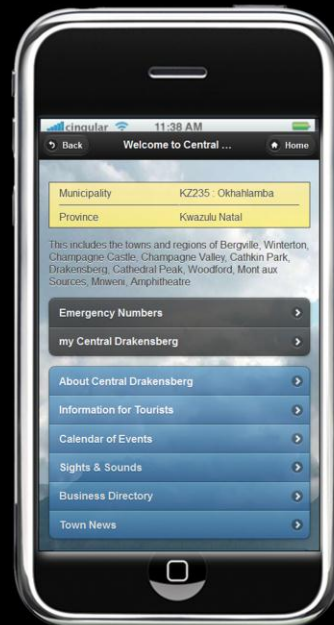 cingular 11:38 AM
Back Welcome to Central ... Home
Municipality KZ235 : Okhahlamba
Province Kwazulu Natal
This includes the towns and regions of Bergville, Winterton,
Champagne Castle, Champagne Valley, Cathkin Park,
Drakensberg, Cathedral Peak, Woodford, Mont aux
Sources, Mnweni, Amphitheatre
Emergency Numbers
my Central Drakensberg
About Central Drakensberg
Information for Tourists
Calendar of Events
Sights & Sounds
Business Directory
Town News